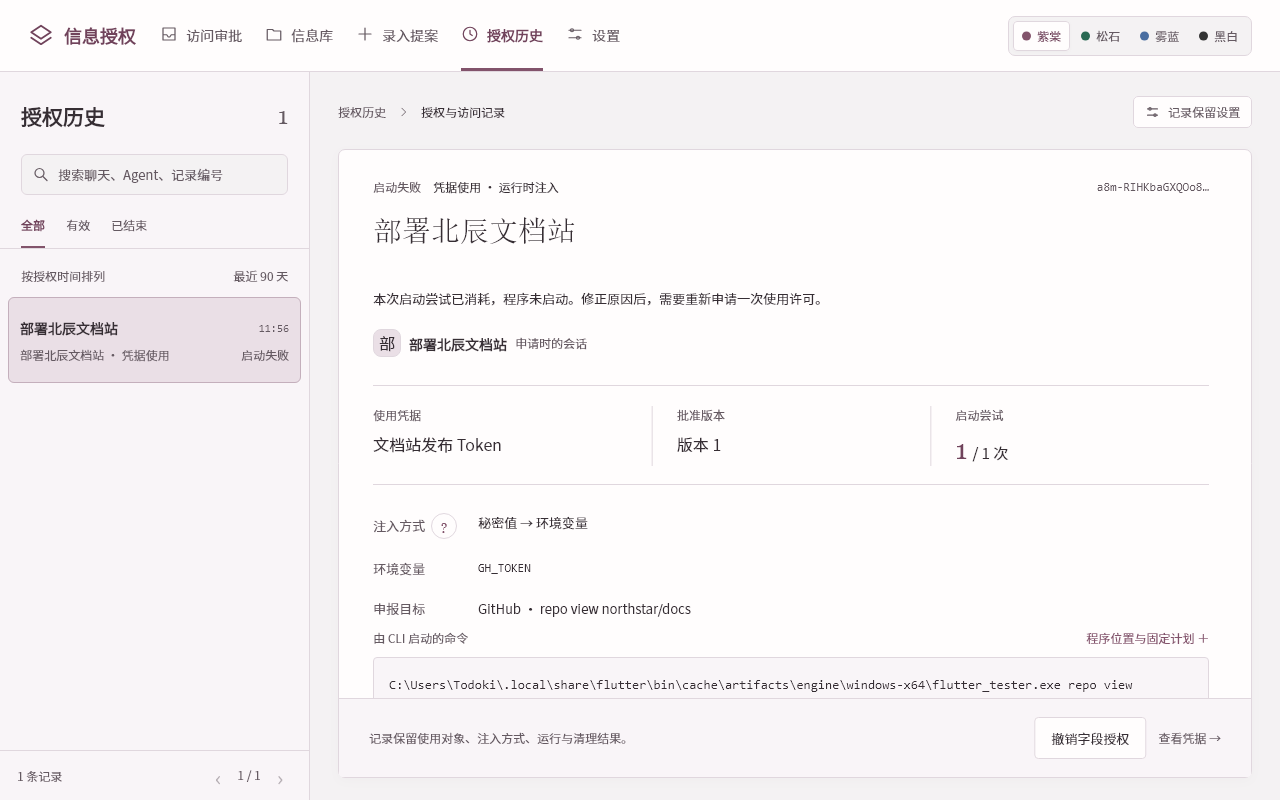 信息授权
访问审批
信息库
录入提案
授权历史
设置
紫棠
松石
雾蓝
黑白
授权历史
1
搜索聊天、Agent、记录编号
全部
有效
已结束
按授权时间排列
最近 90 天
部署北辰文档站
11:56
部署北辰文档站 · 凭据使用
启动失败
1 条记录
‹ 1 / 1 ›
授权历史 > 授权与访问记录
记录保留设置
启动失败 凭据使用 · 运行时注入
a8m-RIHKbaGXQOo8…
部署北辰文档站
本次启动尝试已消耗，程序未启动。修正原因后，需要重新申请一次使用许可。
部
部署北辰文档站 申请时的会话
使用凭据
文档站发布 Token
批准版本
版本 1
启动尝试
1 / 1 次
注入方式 ? 秘密值 → 环境变量
环境变量 GH_TOKEN
申报目标 GitHub · repo view northstar/docs
由 CLI 启动的命令
程序位置与固定计划 +
C:\Users\Todoki\.local\share\flutter\bin\cache\artifacts\engine\windows-x64\flutter_tester.exe repo view
记录保留使用对象、注入方式、运行与清理结果。
撤销字段授权
查看凭据 →